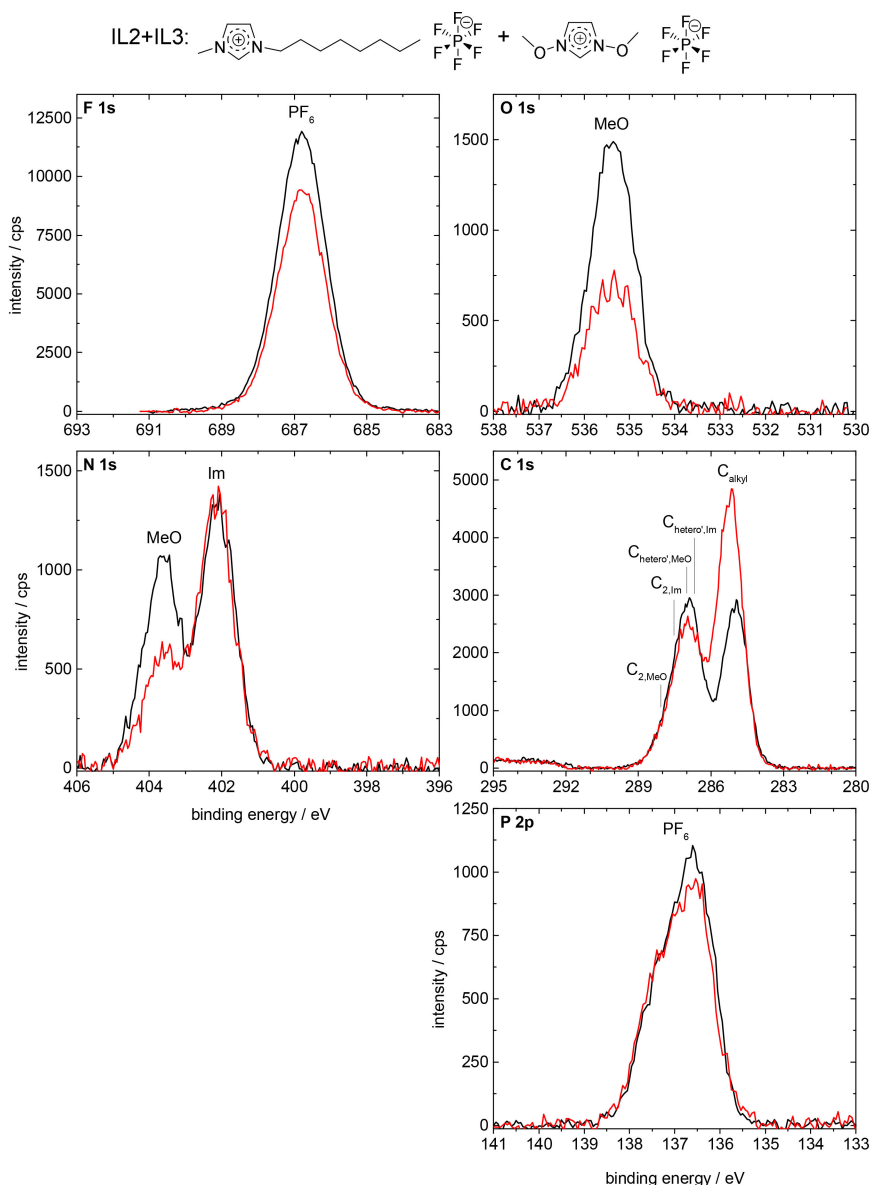 IL2+IL3:
N
N
⊕
F
F
F
P
F
F
F
⊖
+
O
N
N
O
⊕
F
F
F
P
F
F
F
⊖
F 1s
PF6
12500
10000
7500
5000
2500
0
intensity / cps
693 691 689 687 685 683
O 1s
MeO
1500
1000
500
0
538 537 536 535 534 533 532 531 530
N 1s
MeO
Im
1500
1000
500
0
intensity / cps
406 404 402 400 398 396
binding energy / eV
C 1s
Calkyl
Chetero',Im
Chetero',MeO
C2,Im
C2,MeO
5000
4000
3000
2000
1000
0
295 292 289 286 283 280
P 2p
PF6
1250
1000
750
500
250
0
intensity / cps
141 140 139 138 137 136 135 134 133
binding energy / eV